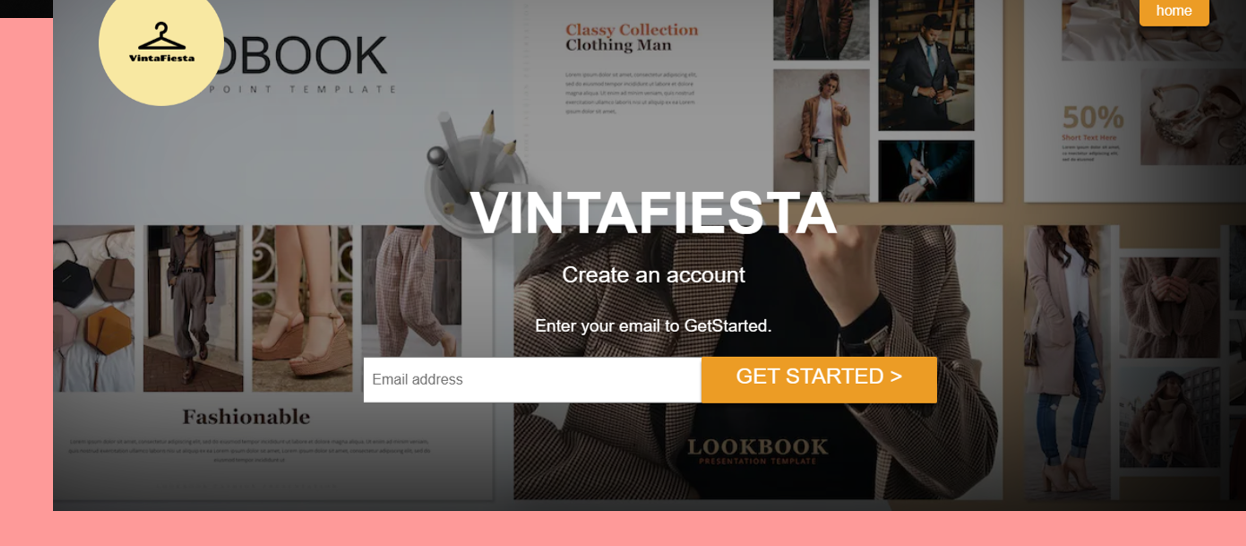 home
VintaFiesta
OBOOK
POINT TEMPLATE
Classy Collection
Clothing Man
50%
Short Text Here
VINTAFIESTA
Create an account
Enter your email to GetStarted.
Email address
GET STARTED >
Fashionable
LOOKBOOK
PRESENTATION TEMPLATE